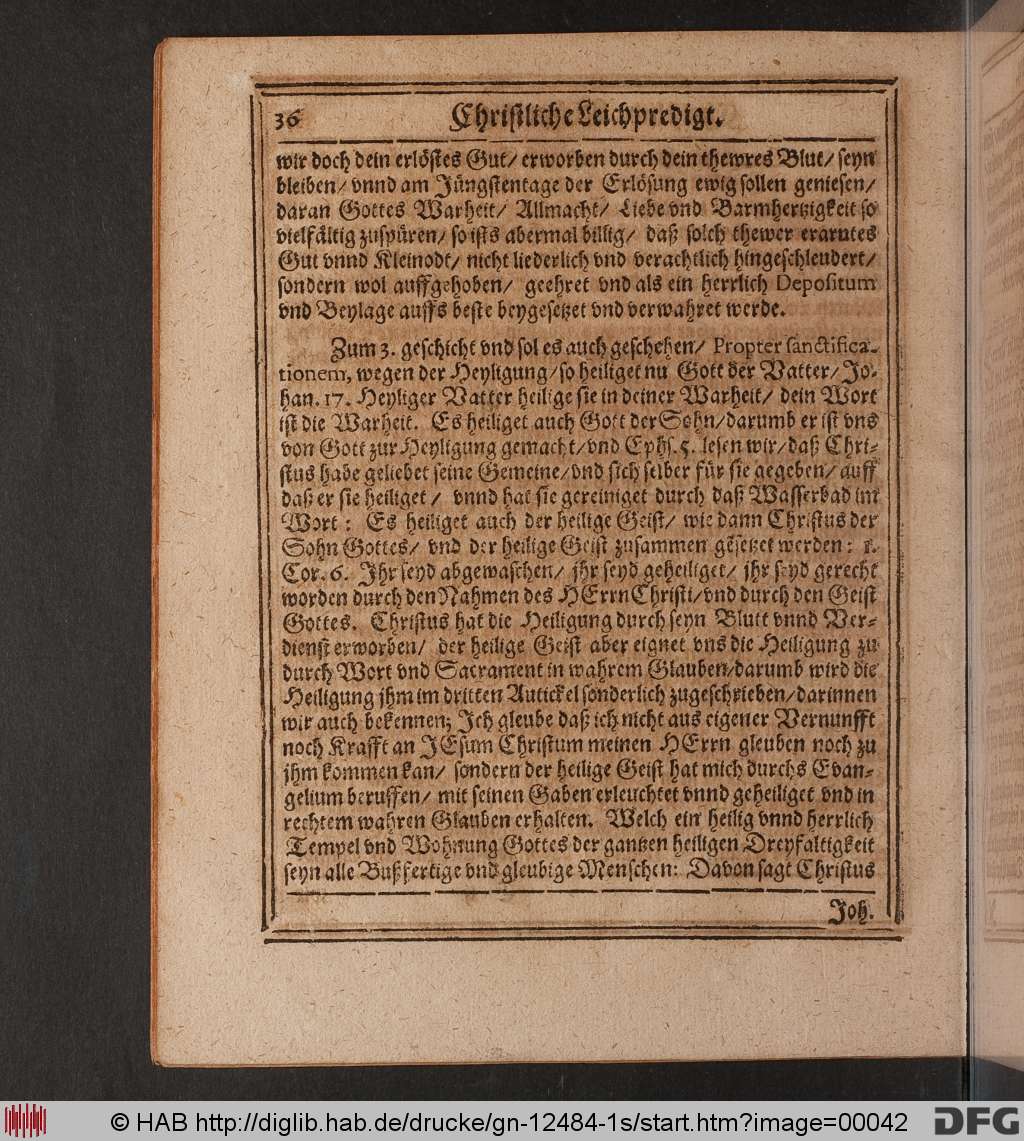 36 Christliche Leichpredigt.
wir doch dein erlöstes Gut/ erworben durch dein thewres Blut/ seyn
bleiben/ vnnd am Jüngstentage der Erlösung ewig sollen geniesen/
daran Gottes Warheit/ Allmacht/ Liebe vnd Barmhertzigkeit so
vielfältig zuspüren/ so ists abermal billig/ daß solch thewer erarutes
Gut vnnd Kleinodt/ nicht liederlich vnd verachtlich hingeschleudert/
sondern wol auffgehoben/ geehret vnd als ein herrlich Depositum
vnd Beylage auffs beste beygesetzet vnd verwahret werde.
Zum 3. geschicht vnd sol es auch geschehen/ Propter sanctifica-
tionem, wegen der Heyligung/ so heiliget nu Gott der Vatter/ Jo-
han. 17. Heyliger Vatter heilige sie in deiner Warheit/ dein Wort
ist die Warheit. Es heiliget auch Gott der Sohn/ darumb er ist vns
von Gott zur Heyligung gemacht/ vnd Ephs. 5. lesen wir/ daß Chri-
stus habe geliebet seine Gemeine/ vnd sich selber für sie gegeben/ auff
daß er sie heiliget/ vnnd hat sie gereiniget durch daß Wasserbad im
Wort: Es heiliget auch der heilige Geist/ wie dann Christus der
Sohn Gottes/ vnd der heilige Geist zusammen gesetzet werden: 1.
Cor. 6. Jhr seyd abgewaschen/ jhr seyd geheiliget/ jhr seyd gerecht
worden durch den Nahmen des HErrn Christi/ vnd durch den Geist
Gottes. Christus hat die Heiligung durch seyn Blutt vnnd Ver-
dienst erworben/ der heilige Geist aber eignet vns die Heiligung zu
durch Wort vnd Sacrament in wahrem Glauben/ darumb wird die
Heiligung jhm im dritten Autickel sonderlich zugeschrieben/ darinnen
wir auch bekennen; Jch gleube daß ich nicht aus eigener Vernunfft
noch Krafft an JEsum Christum meinen HErrn gleuben noch zu
jhm kommen kan/ sondern der heilige Geist hat mich durchs Evan-
gelium beruffen/ mit seinen Gaben erleuchtet vnnd geheiliget vnd in
rechtem wahren Glauben erhalten. Welch ein heilig vnnd herrlich
Tempel vnd Wohnung Gottes der gantzen heiligen Dreyfaltigkeit
seyn alle Bußfertige vnd gleubige Menschen: Davon sagt Christus
Joh.
© HAB http://diglib.hab.de/drucke/gn-12484-1s/start.htm?image=00042
DFG